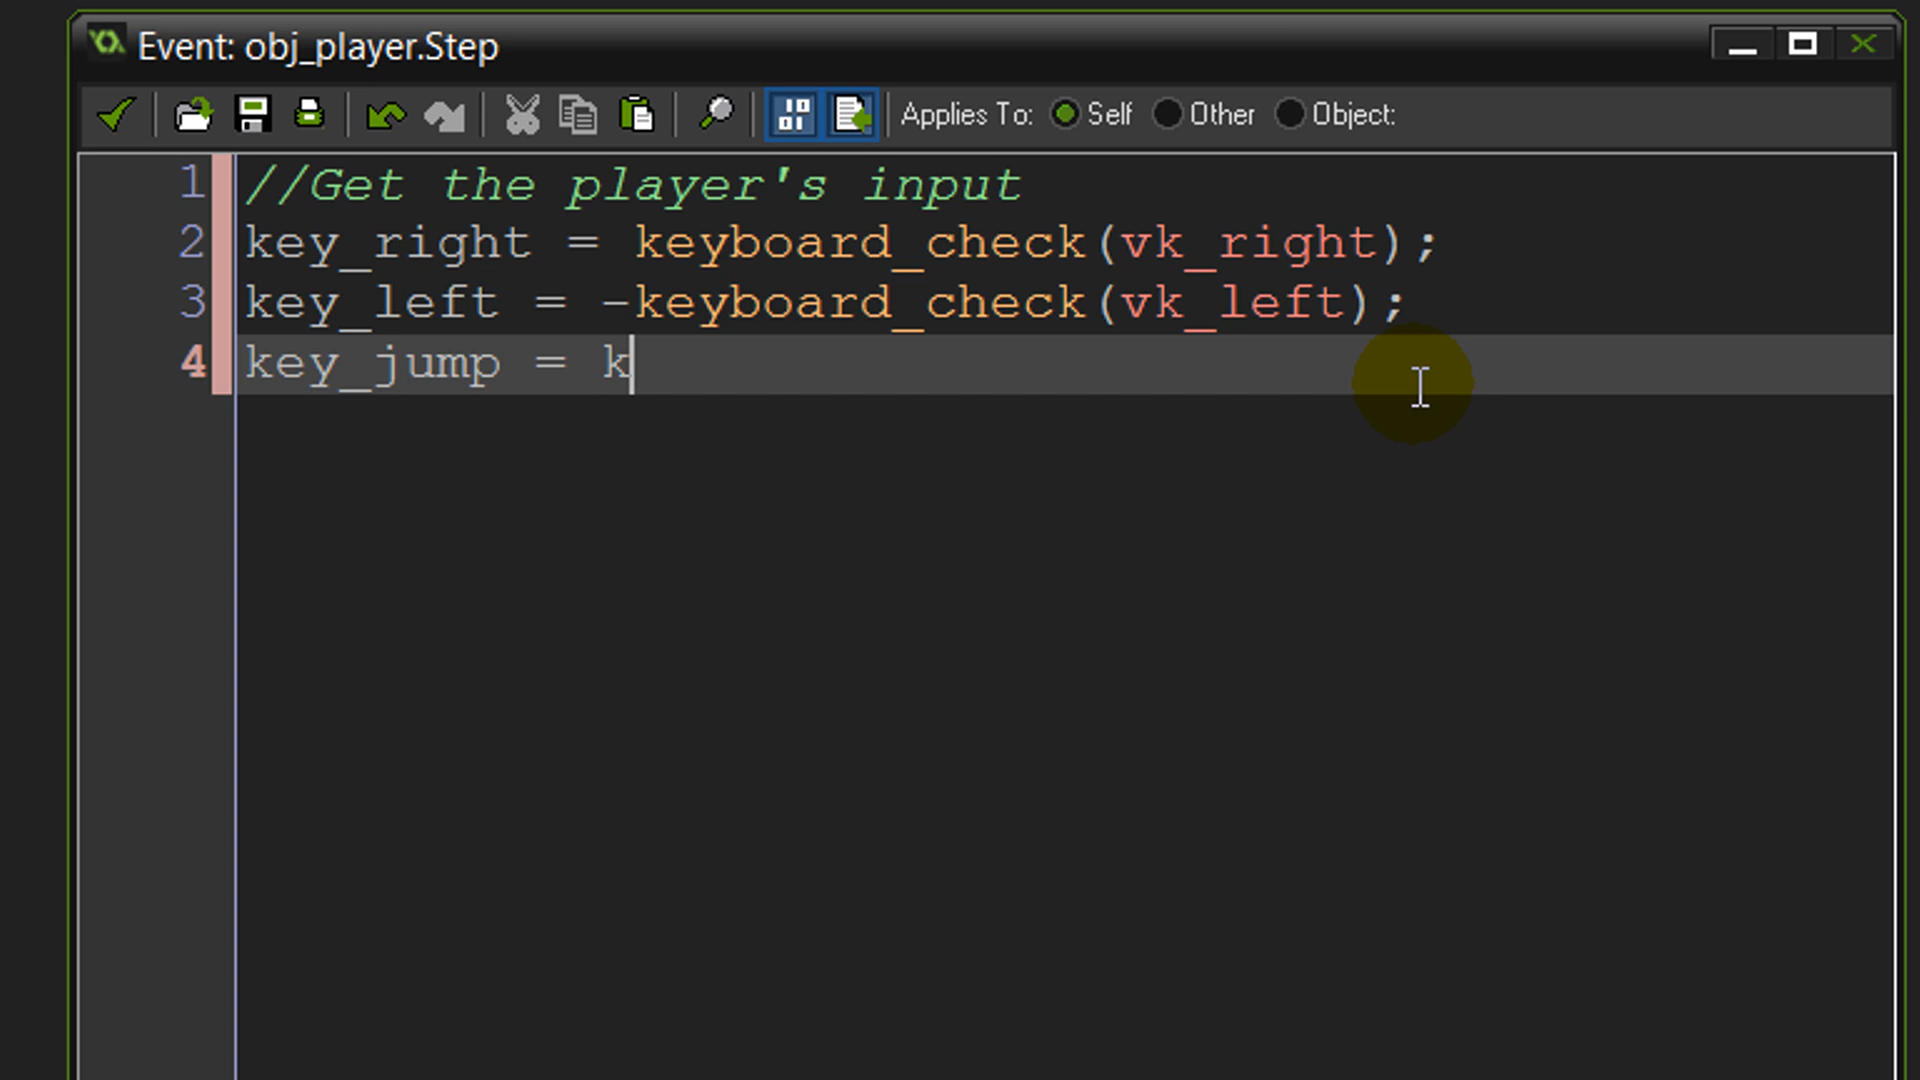 Event: obj_player.Step
Applies To: Self Other Object:
1 //Get the player's input
2 key_right = keyboard_check(vk_right);
3 key_left = -keyboard_check(vk_left);
4 key_jump = k